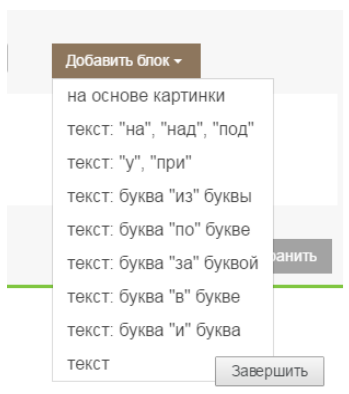 Добавить блок
на основе картинки
текст: "на", "над", "под"
текст: "у", "при"
текст: буква "из" буквы
текст: буква "по" букве
текст: буква "за" буквой
текст: буква "в" букве
текст: буква "и" буква
текст
Завершить